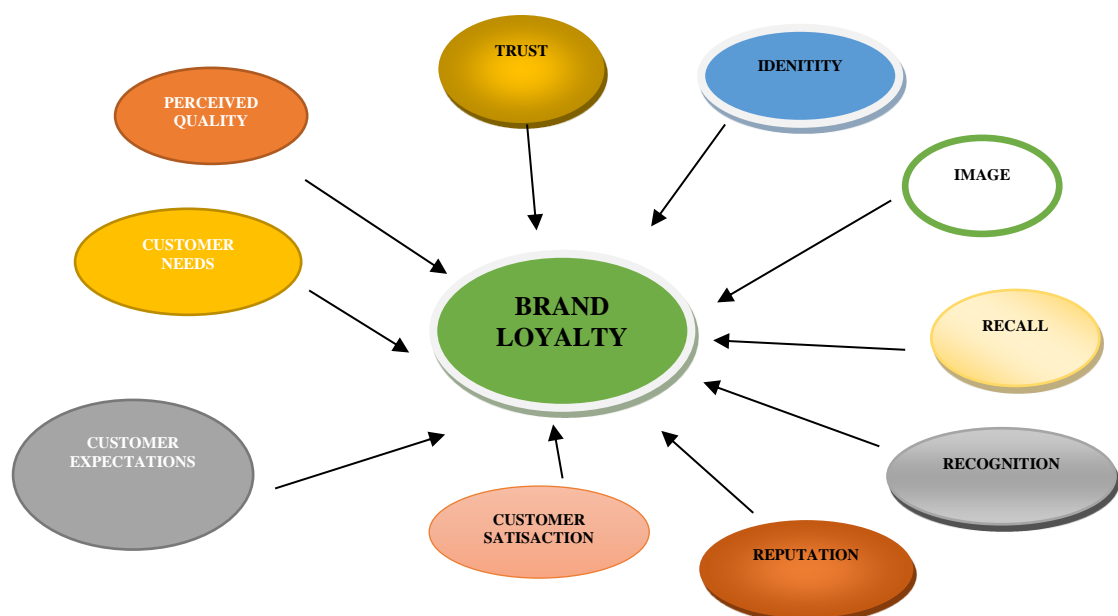 TRUST
IDENITITY
PERCEIVED
QUALITY
IMAGE
CUSTOMER
NEEDS
BRAND
LOYALTY
RECALL
CUSTOMER
EXPECTATIONS
RECOGNITION
CUSTOMER
SATISACTION
REPUTATION